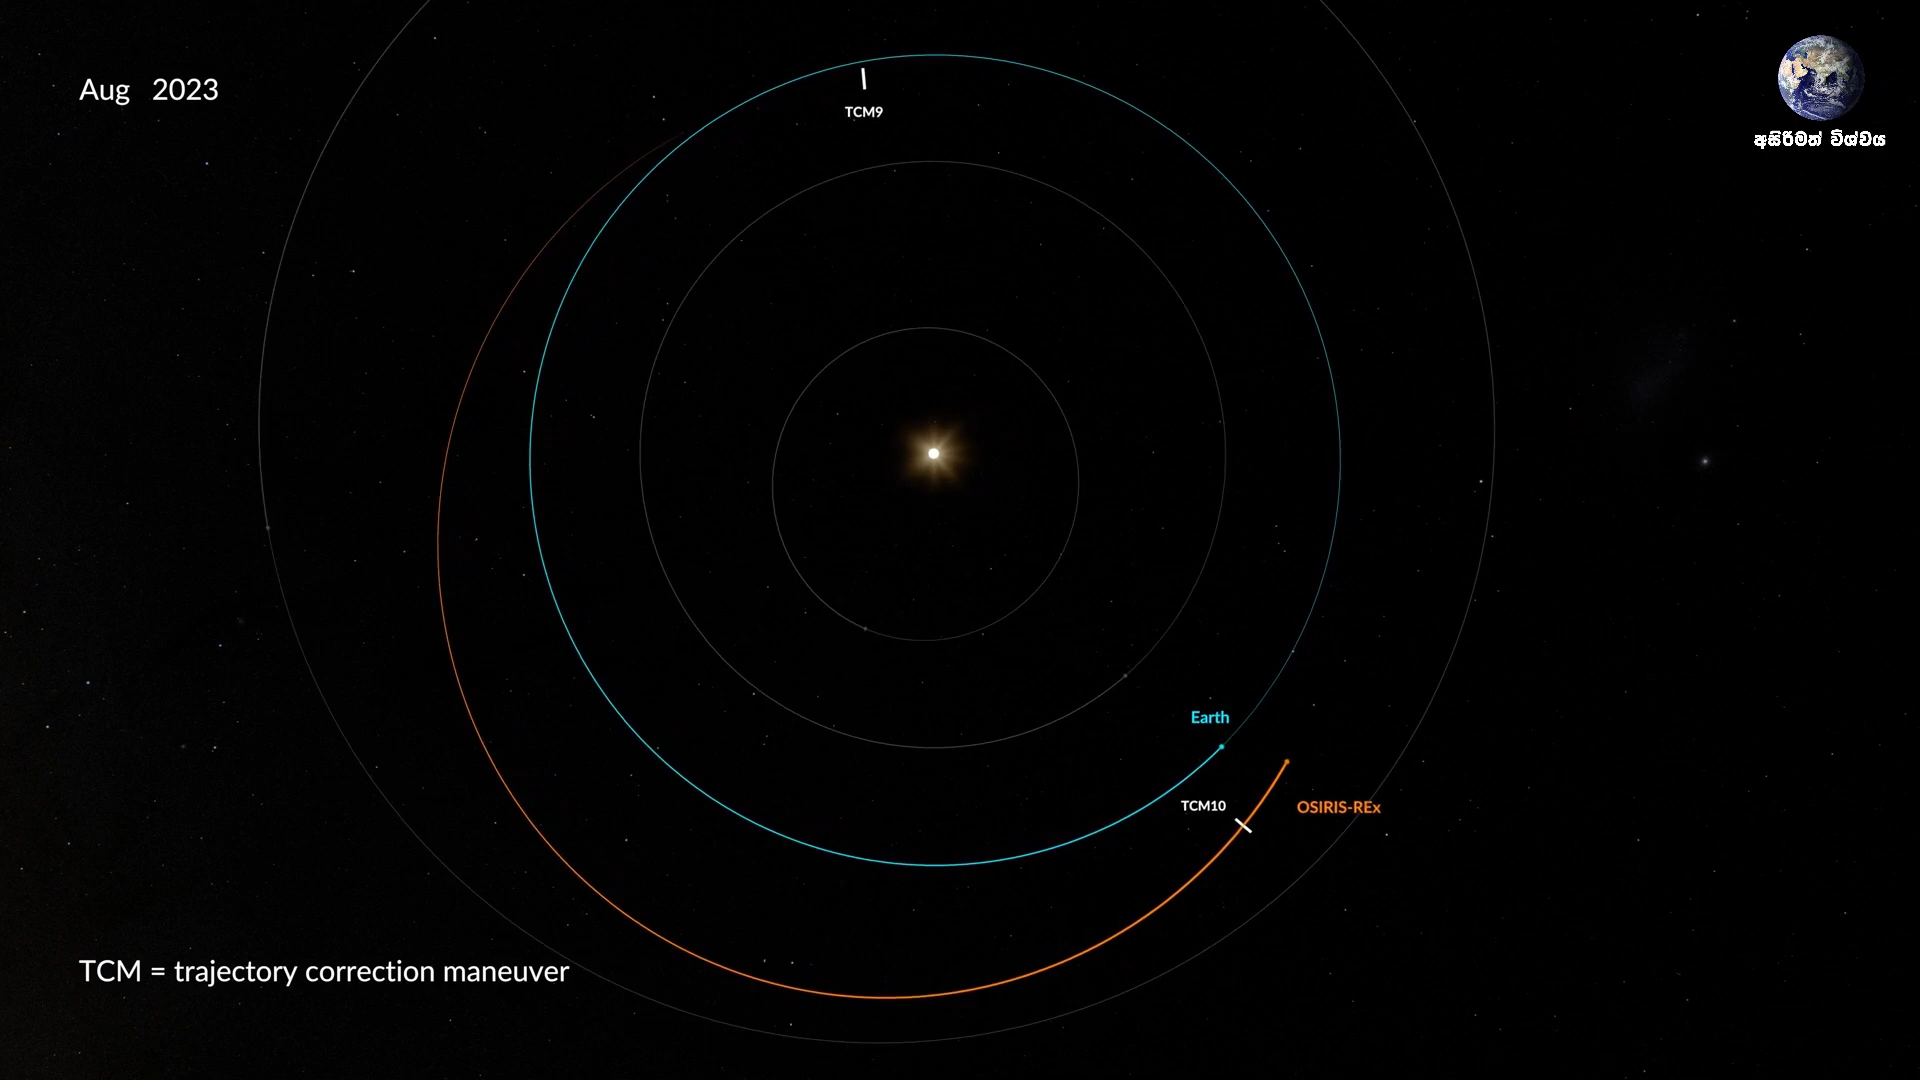 Aug 2023
අසිරිමත් විශ්වය
TCM9
Earth
TCM10
OSIRIS-REx
TCM = trajectory correction maneuver